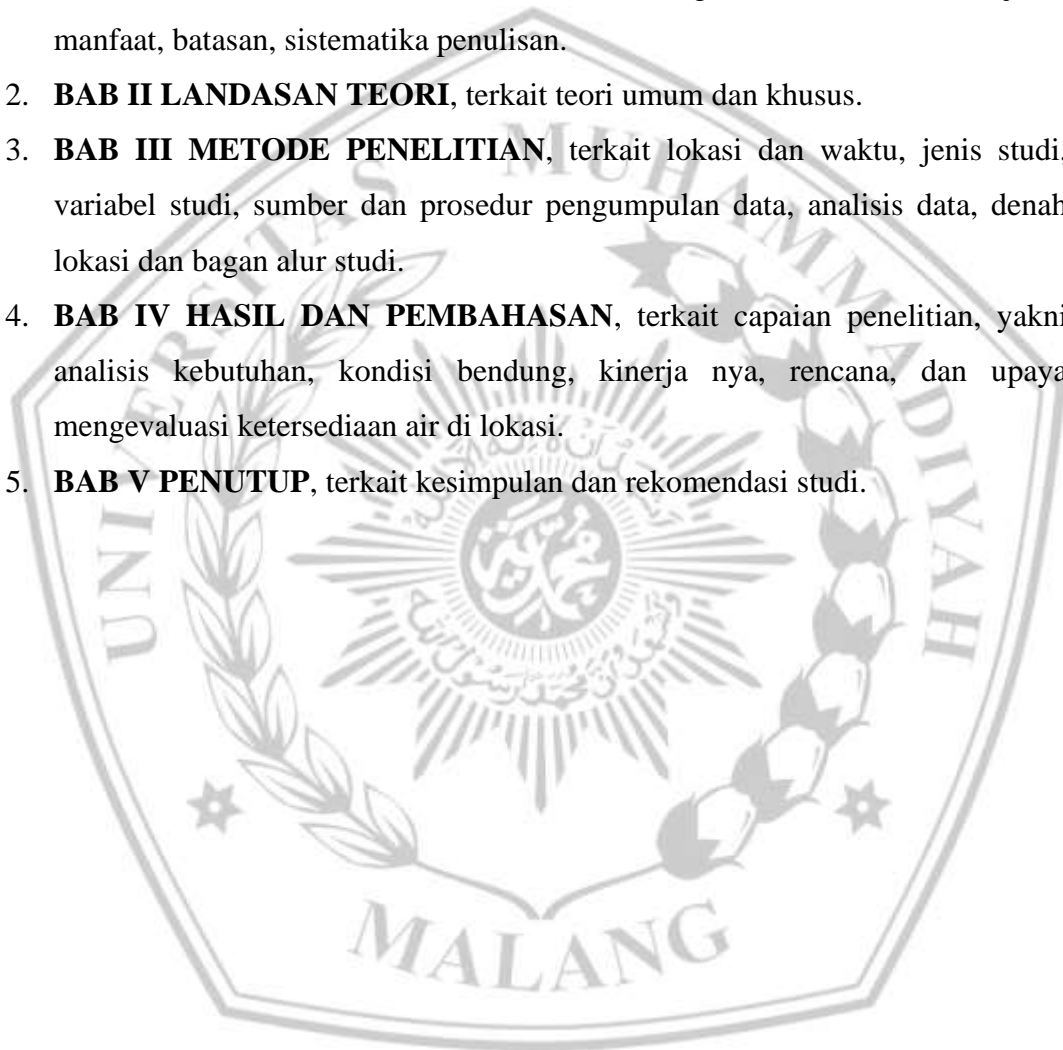 manfaat, batasan, sistematika penulisan.
2. BAB II LANDASAN TEORI, terkait teori umum dan khusus.
3. BAB III METODE PENELITIAN, terkait lokasi dan waktu, jenis studi,
variabel studi, sumber dan prosedur pengumpulan data, analisis data, denah
lokasi dan bagan alur studi.
4. BAB IV HASIL DAN PEMBAHASAN, terkait capaian penelitian, yakni
analisis kebutuhan, kondisi bendung, kinerja nya, rencana, dan upaya
mengevaluasi ketersediaan air di lokasi.
5. BAB V PENUTUP, terkait kesimpulan dan rekomendasi studi.
UNIVERSITAS MUHAMMADIYAH
MALANG